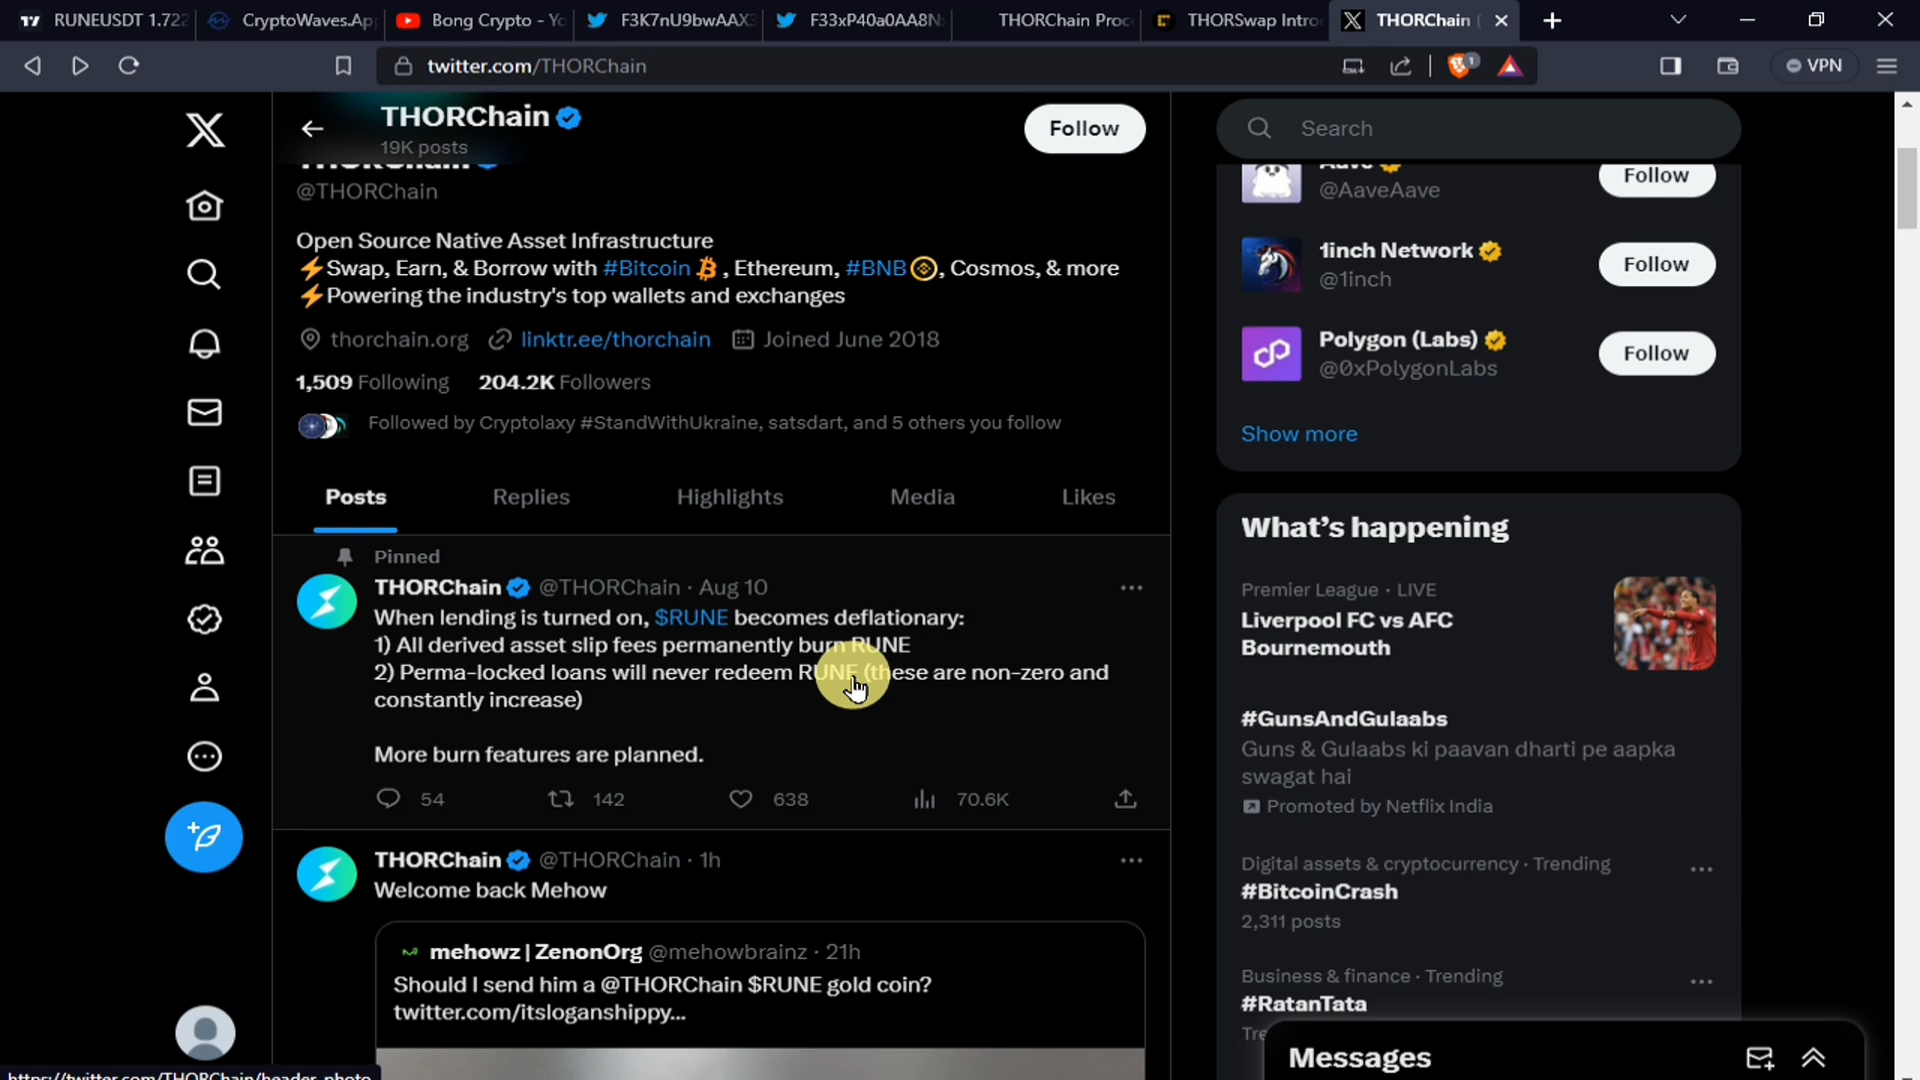 RUNEUSDT 1.722
CryptoWaves.Ap
Bong Crypto - Yo
F3K7nU9bwAAX
F33xP40a0AA8N
THORChain Proc
THORSwap Intro
THORChain (
twitter.com/THORChain
1
VPN
THORChain
19K posts
Follow
Search
THORChain
@THORChain
Open Source Native Asset Infrastructure
⚡Swap, Earn, & Borrow with #Bitcoin, Ethereum, #BNB, Cosmos, & more
⚡Powering the industry's top wallets and exchanges
thorchain.org linktr.ee/thorchain Joined June 2018
1,509 Following 204.2K Followers
Followed by Cryptolaxy #StandWithUkraine, satsdart, and 5 others you follow
Posts Replies Highlights Media Likes
Pinned
THORChain @THORChain · Aug 10
When lending is turned on, $RUNE becomes deflationary:
1) All derived asset slip fees permanently burn RUNE
2) Perma-locked loans will never redeem RUNE (these are non-zero and
constantly increase)
More burn features are planned.
54 142 638 70.6K
THORChain @THORChain · 1h
Welcome back Mehow
mehowz | ZenonOrg @mehowbrainz · 21h
Should I send him a @THORChain $RUNE gold coin?
twitter.com/itsloganshippy...
Aave
@AaveAave
Follow
1inch Network
@1inch
Follow
Polygon (Labs)
@0xPolygonLabs
Follow
Show more
What's happening
Premier League · LIVE
Liverpool FC vs AFC
Bournemouth
#GunsAndGulaabs
Guns & Gulaabs ki paavan dharti pe aapka
swagat hai
Promoted by Netflix India
Digital assets & cryptocurrency · Trending
#BitcoinCrash
2,311 posts
Business & finance · Trending
#RatanTata
Tre
Messages
https://twitter.com/THORChain/header_photo